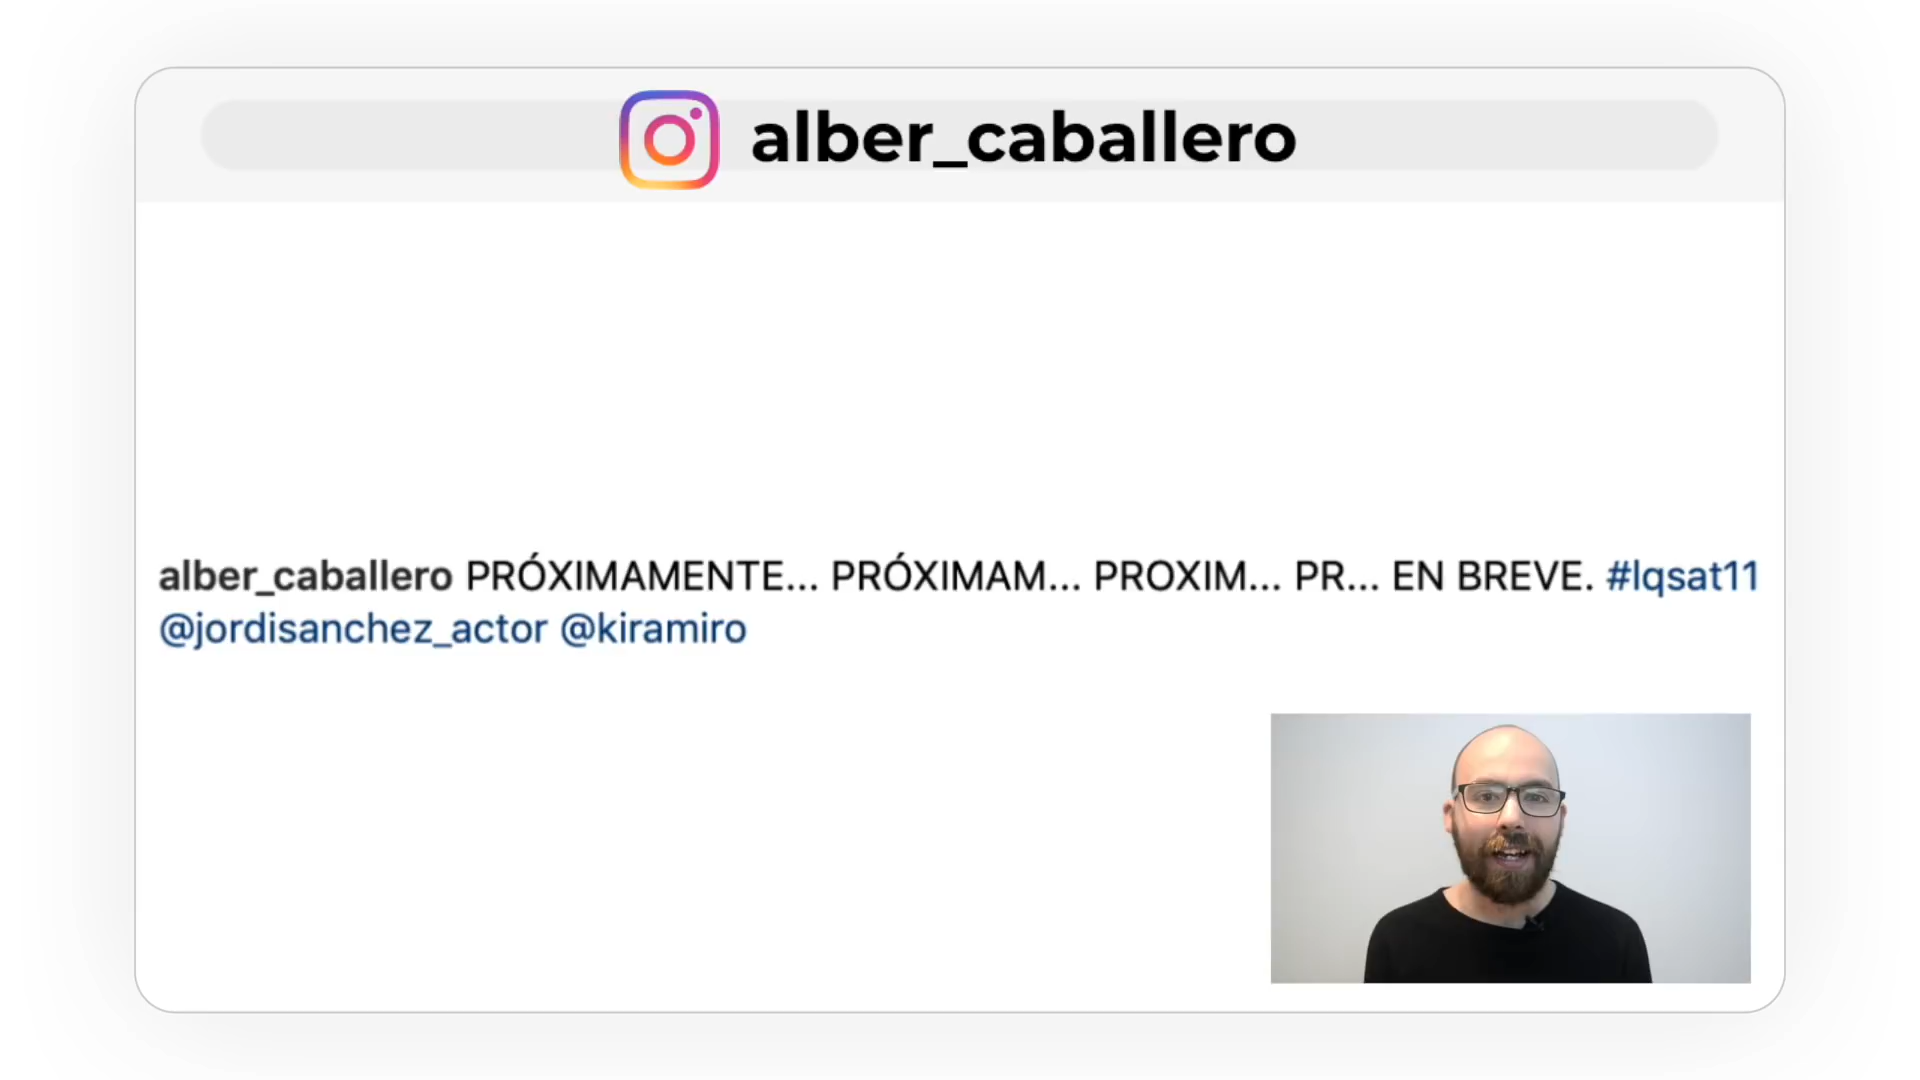 alber_caballero
alber_caballero PRÓXIMAMENTE... PRÓXIMAM... PROXIM... PR... EN BREVE. #lqsat11
@jordisanchez_actor @kiramiro